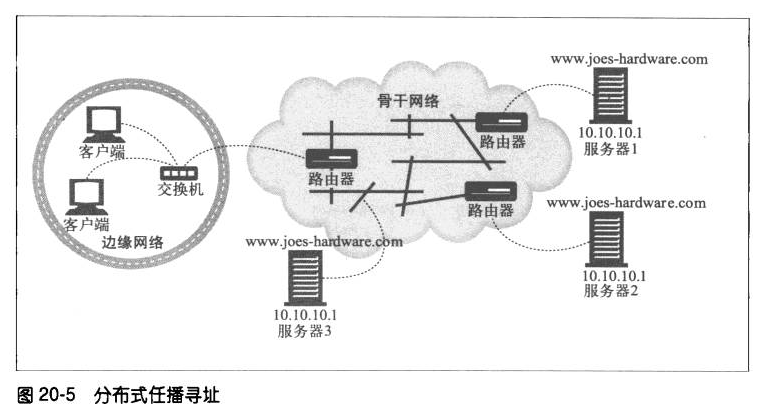 www.joes-hardware.com
骨干网络
客户端
路由器
10.10.10.1
服务器1
路由器
交换机
客户端
路由器
www.joes-hardware.com
边缘网络
www.joes-hardware.com
10.10.10.1
服务器2
10.10.10.1
服务器3
图 20-5 分布式任播寻址